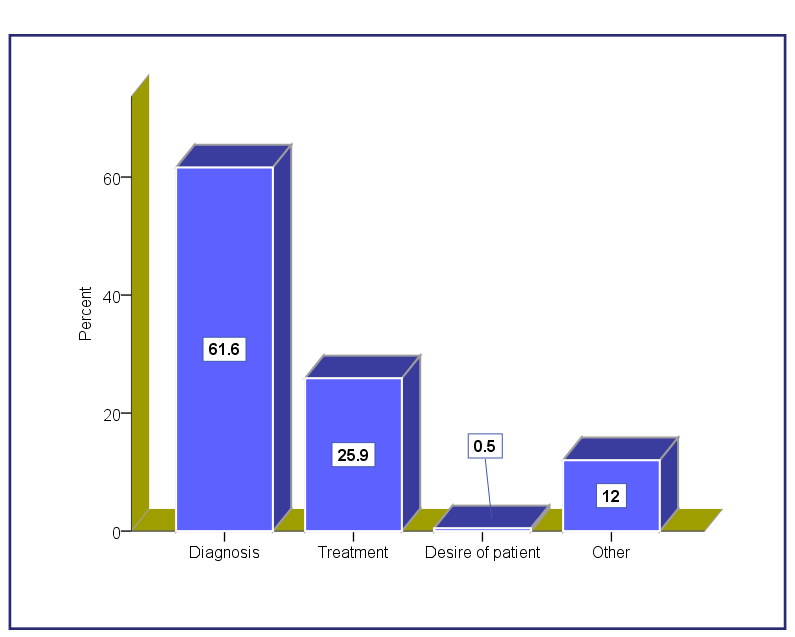 60
40
20
0
Percent
61.6
25.9
0.5
12
Diagnosis
Treatment
Desire of patient
Other